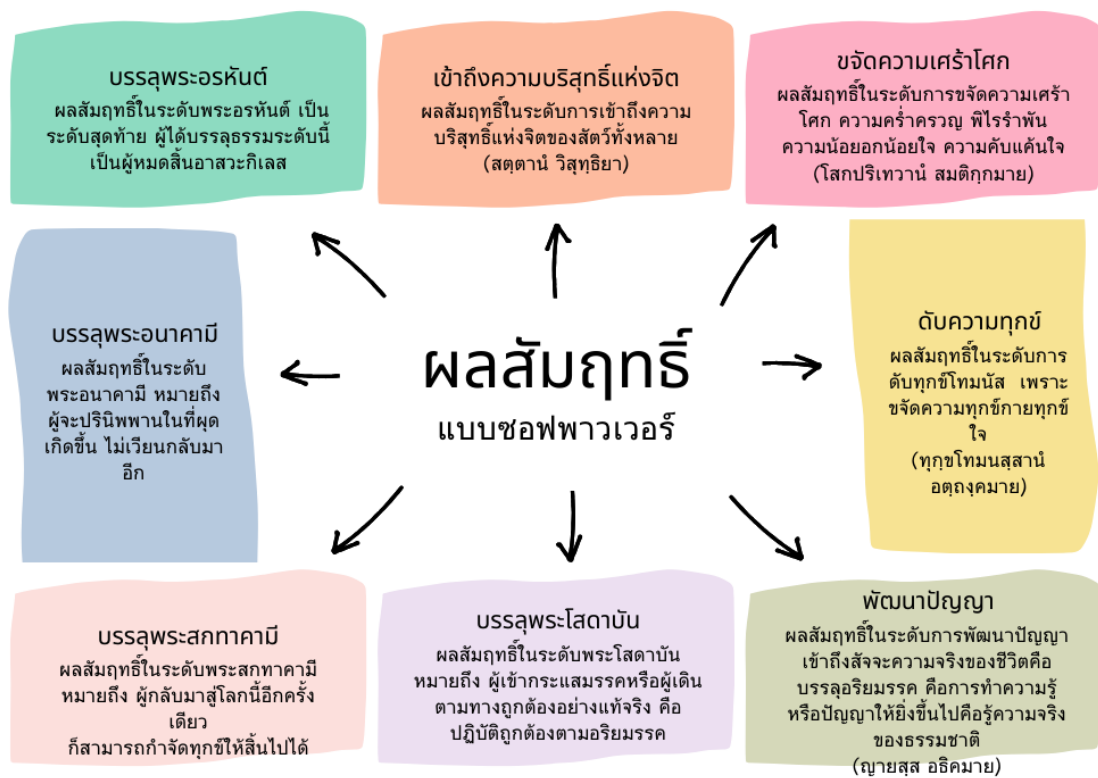 บรรลุพระอรหันต์
ผลสัมฤทธิ์ในระดับพระอรหันต์ เป็น
ระดับสุดท้าย ผู้ได้บรรลุธรรมระดับนี้
เป็นผู้หมดสิ้นอาสวะกิเลส
เข้าถึงความบริสุทธิ์แห่งจิต
ผลสัมฤทธิ์ในระดับการเข้าถึงความ
บริสุทธิ์แห่งจิตของสัตว์ทั้งหลาย
(สตฺตานํ วิสุทฺธิยา)
ขจัดความเศร้าโศก
ผลสัมฤทธิ์ในระดับการขจัดความเศร้า
โศก ความคร่ำครวญ พิไรรำพัน
ความน้อยอกน้อยใจ ความคับแค้นใจ
(โสกปริเทวานํ สมติกฺกมาย)
บรรลุพระอนาคามี
ผลสัมฤทธิ์ในระดับ
พระอนาคามี หมายถึง
ผู้จะปรินิพพานในที่ผุด
เกิดขึ้น ไม่เวียนกลับมา
อีก
ผลสัมฤทธิ์
แบบซอฟพาวเวอร์
ดับความทุกข์
ผลสัมฤทธิ์ในระดับการ
ดับทุกข์โทมนัส เพราะ
ขจัดความทุกข์กายทุกข์
ใจ
(ทุกฺขโทมนสฺสานํ
อตฺถงฺคมาย)
บรรลุพระสกทาคามี
ผลสัมฤทธิ์ในระดับพระสกทาคามี
หมายถึง ผู้กลับมาสู่โลกนี้อีกครั้ง
เดียว
ก็สามารถกำจัดทุกข์ให้สิ้นไปได้
บรรลุพระโสดาบัน
ผลสัมฤทธิ์ในระดับพระโสดาบัน
หมายถึง ผู้เข้ากระแสมรรคหรือผู้เดิน
ตามทางถูกต้องอย่างแท้จริง คือ
ปฏิบัติถูกต้องตามอริยมรรค
พัฒนาปัญญา
ผลสัมฤทธิ์ในระดับการพัฒนาปัญญา
เข้าถึงสัจจะความจริงของชีวิตคือ
บรรลุอริยมรรค คือการทำความรู้
หรือปัญญาให้ยิ่งขึ้นไปคือรู้ความจริง
ของธรรมชาติ
(ญายสฺส อธิคมาย)